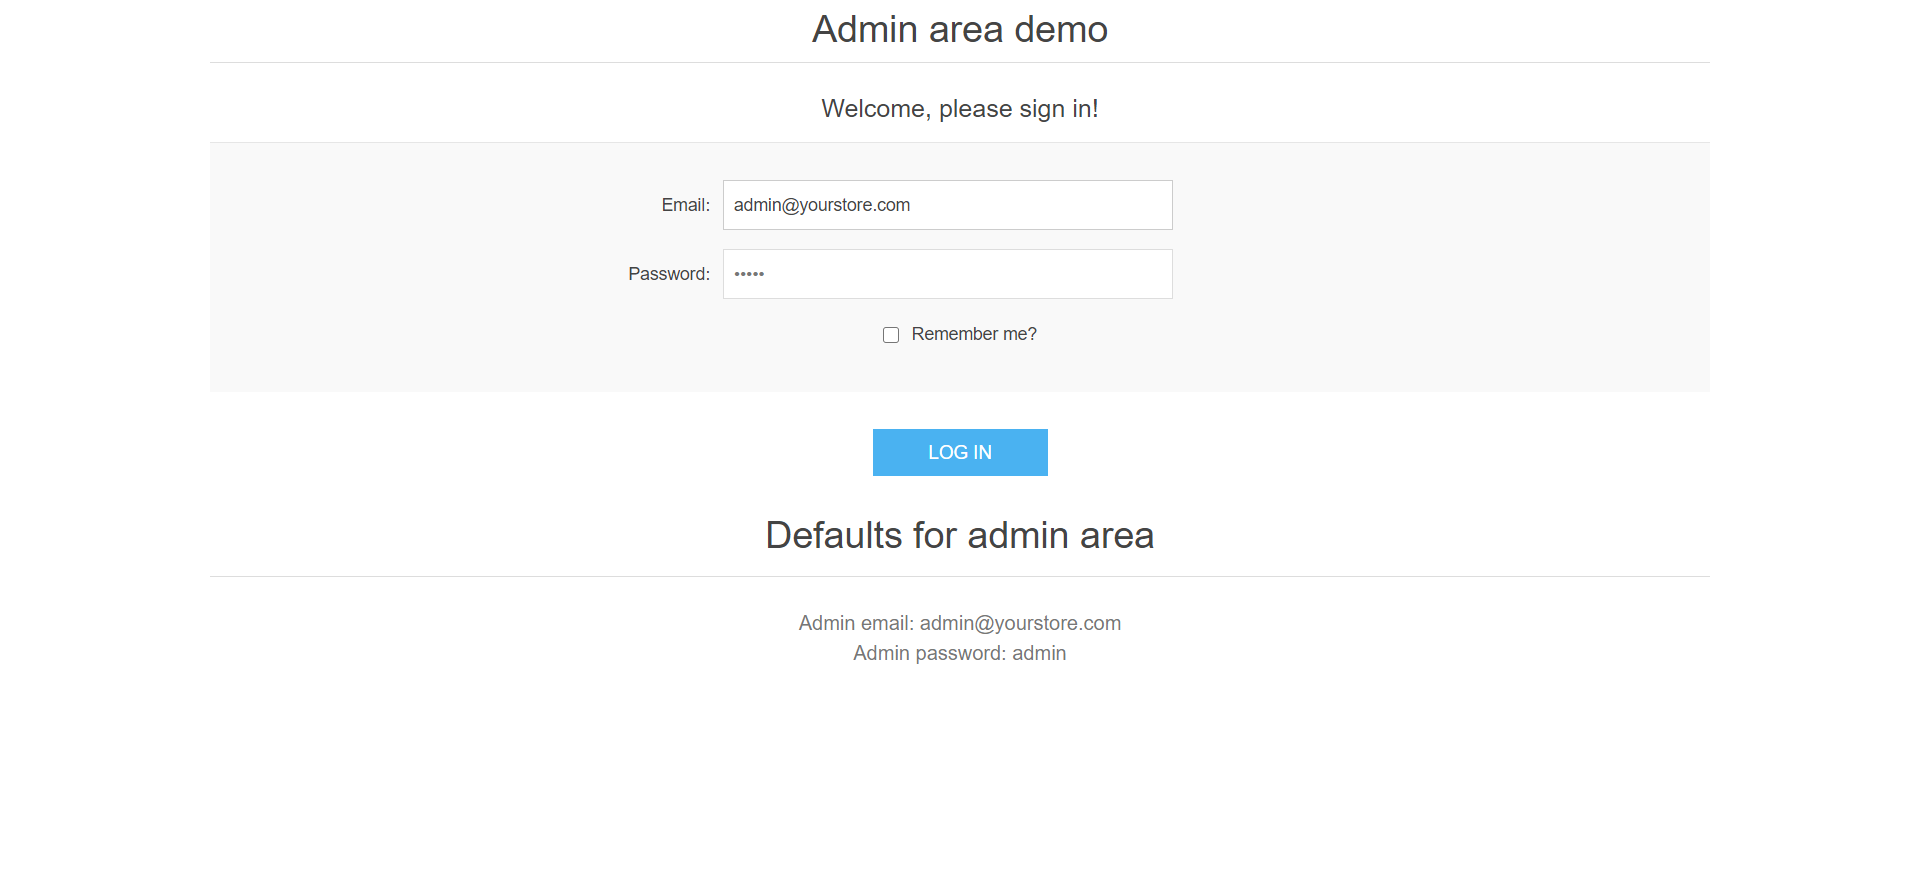 Admin area demo
Welcome, please sign in!
Email: admin@yourstore.com
Password: •••••
Remember me?
LOG IN
Defaults for admin area
Admin email: admin@yourstore.com
Admin password: admin